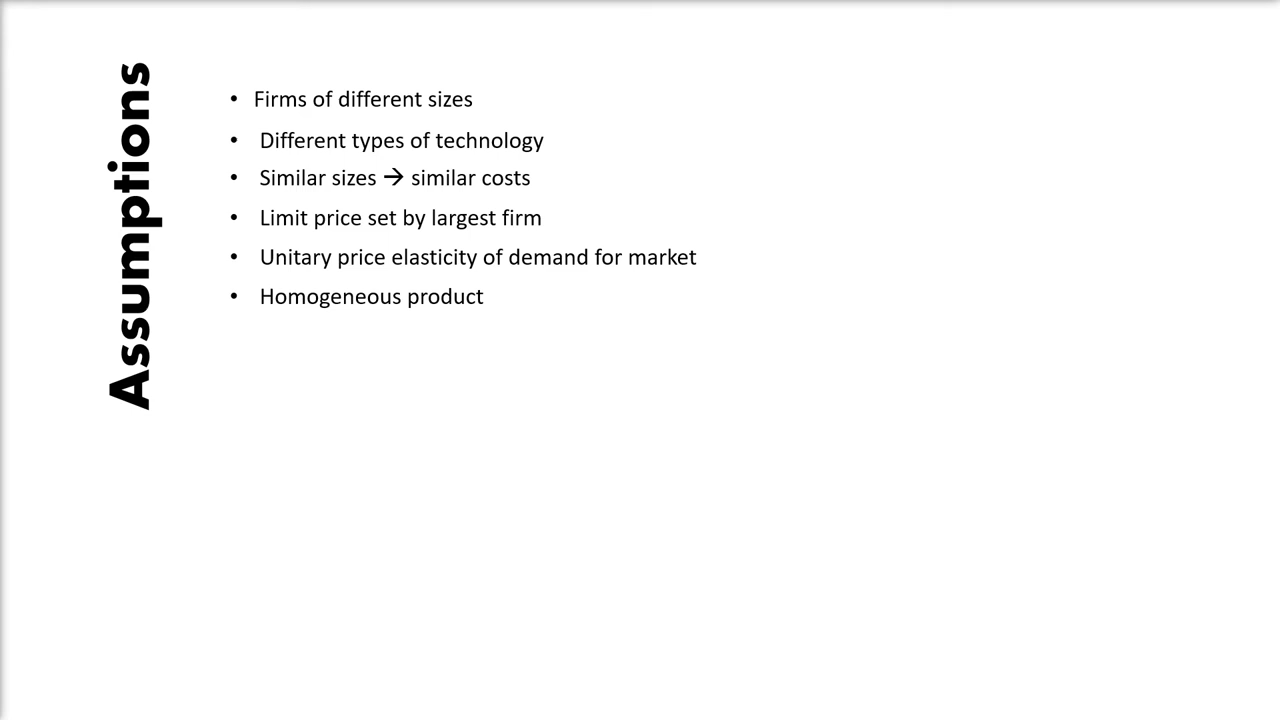 Assumptions
• Firms of different sizes
• Different types of technology
• Similar sizes → similar costs
• Limit price set by largest firm
• Unitary price elasticity of demand for market
• Homogeneous product